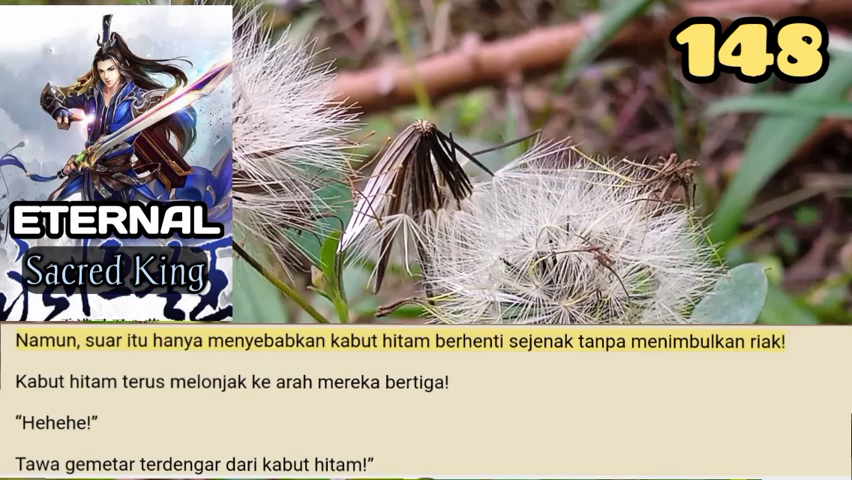 148
ETERNAL
Sacred King
Namun, suar itu hanya menyebabkan kabut hitam berhenti sejenak tanpa menimbulkan riak!
Kabut hitam terus melonjak ke arah mereka bertiga!
“Hehehe!”
Tawa gemetar terdengar dari kabut hitam!”